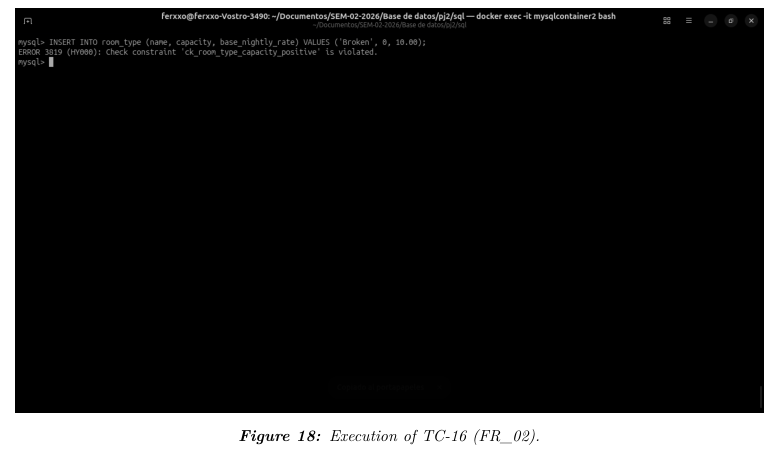 ferxxo@ferxxo-Vostro-3490: ~/Documentos/SEM-02-2026/Base de datos/pj2/sql — docker exec -it mysqlcontainer2 bash
~/Documentos/SEM-02-2026/Base de datos/pj2/sql
mysql> INSERT INTO room_type (name, capacity, base_nightly_rate) VALUES ('Broken', 0, 10.00);
ERROR 3819 (HY000): Check constraint 'ck_room_type_capacity_positive' is violated.
mysql>
Figure 18: Execution of TC-16 (FR_02).